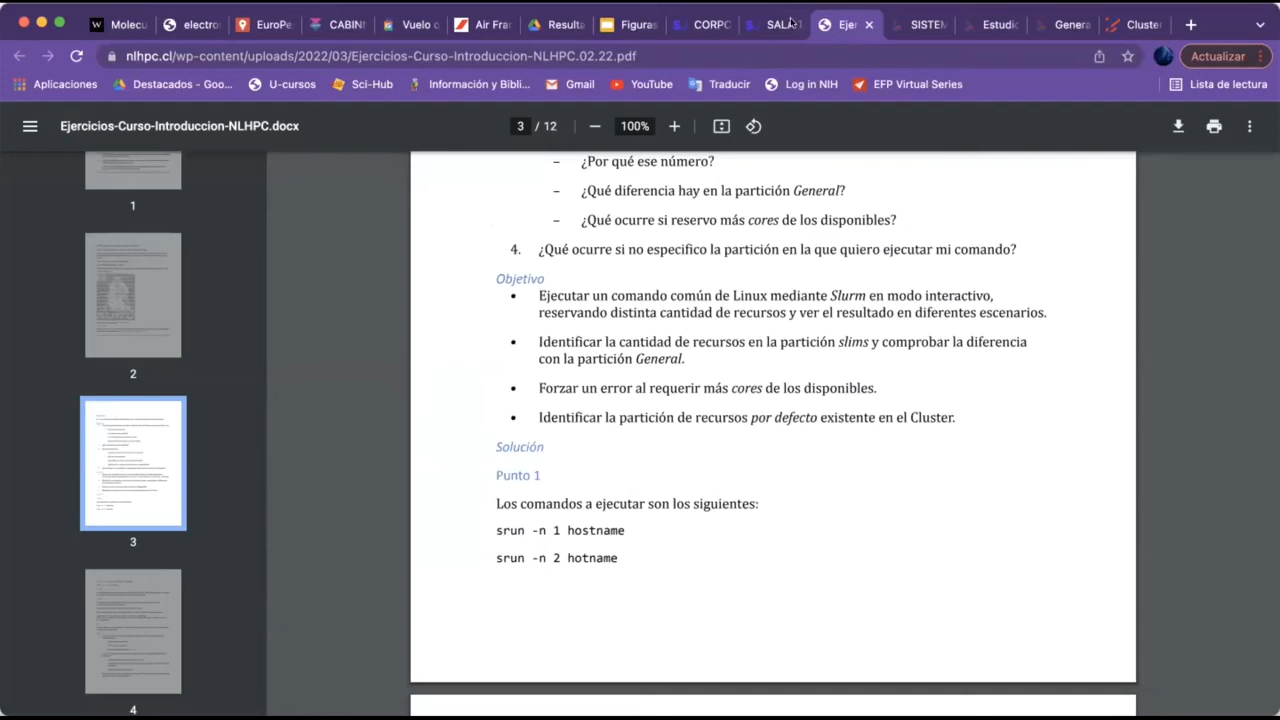 Molecu
electro
EuroPe
CABINI
Vuelo c
Air Fra
Resulta
Figuras
CORPC
SALA
Ejer
SISTEM
Estudic
Genera
Cluster
nlhpc.cl/wp-content/uploads/2022/03/Ejercicios-Curso-Introduccion-NLHPC.02.22.pdf
Actualizar
Aplicaciones
Destacados - Goo...
U-cursos
Sci-Hub
Información y Bibli...
Gmail
YouTube
Traducir
Log in NIH
EFP Virtual Series
Lista de lectura
Ejercicios-Curso-Introduccion-NLHPC.docx
3 / 12
100%
1
2
3
4
– ¿Por qué ese número?
– ¿Qué diferencia hay en la partición General?
– ¿Qué ocurre si reservo más cores de los disponibles?
4. ¿Qué ocurre si no especifico la partición en la que quiero ejecutar mi comando?
Objetivo
• Ejecutar un comando común de Linux mediante Slurm en modo interactivo,
reservando distinta cantidad de recursos y ver el resultado en diferentes escenarios.
• Identificar la cantidad de recursos en la partición slims y comprobar la diferencia
con la partición General.
• Forzar un error al requerir más cores de los disponibles.
• Identificar la partición de recursos por defecto existente en el Cluster.
Solución
Punto 1
Los comandos a ejecutar son los siguientes:
srun -n 1 hostname
srun -n 2 hotname